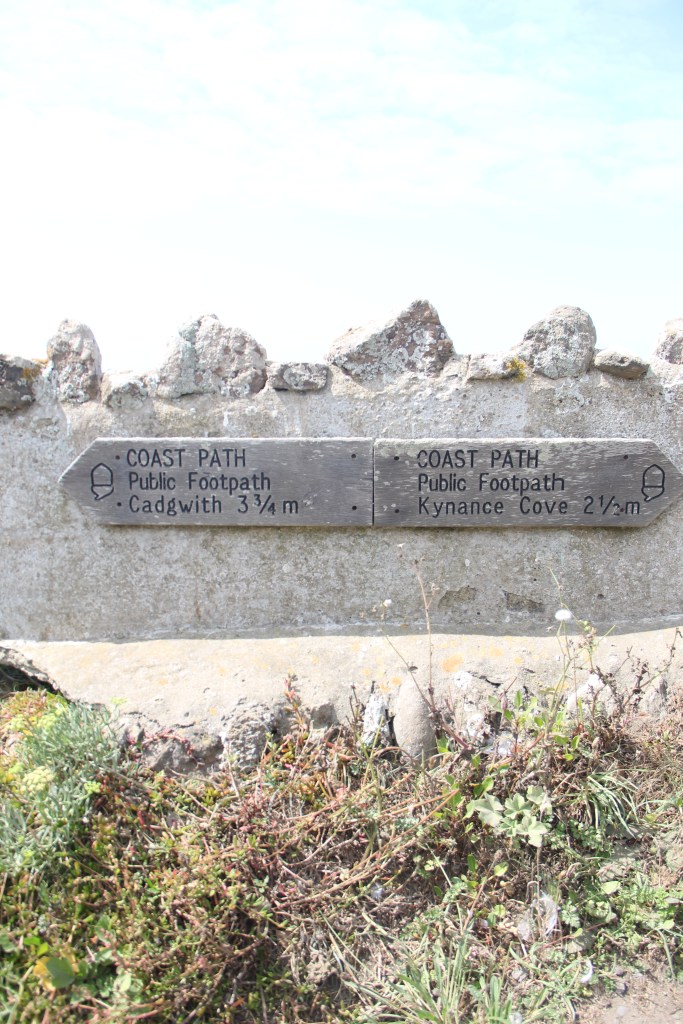 COAST PATH
Public Footpath
Cadgwith 3¾ m
COAST PATH
Public Footpath
Kynance Cove 2½ m